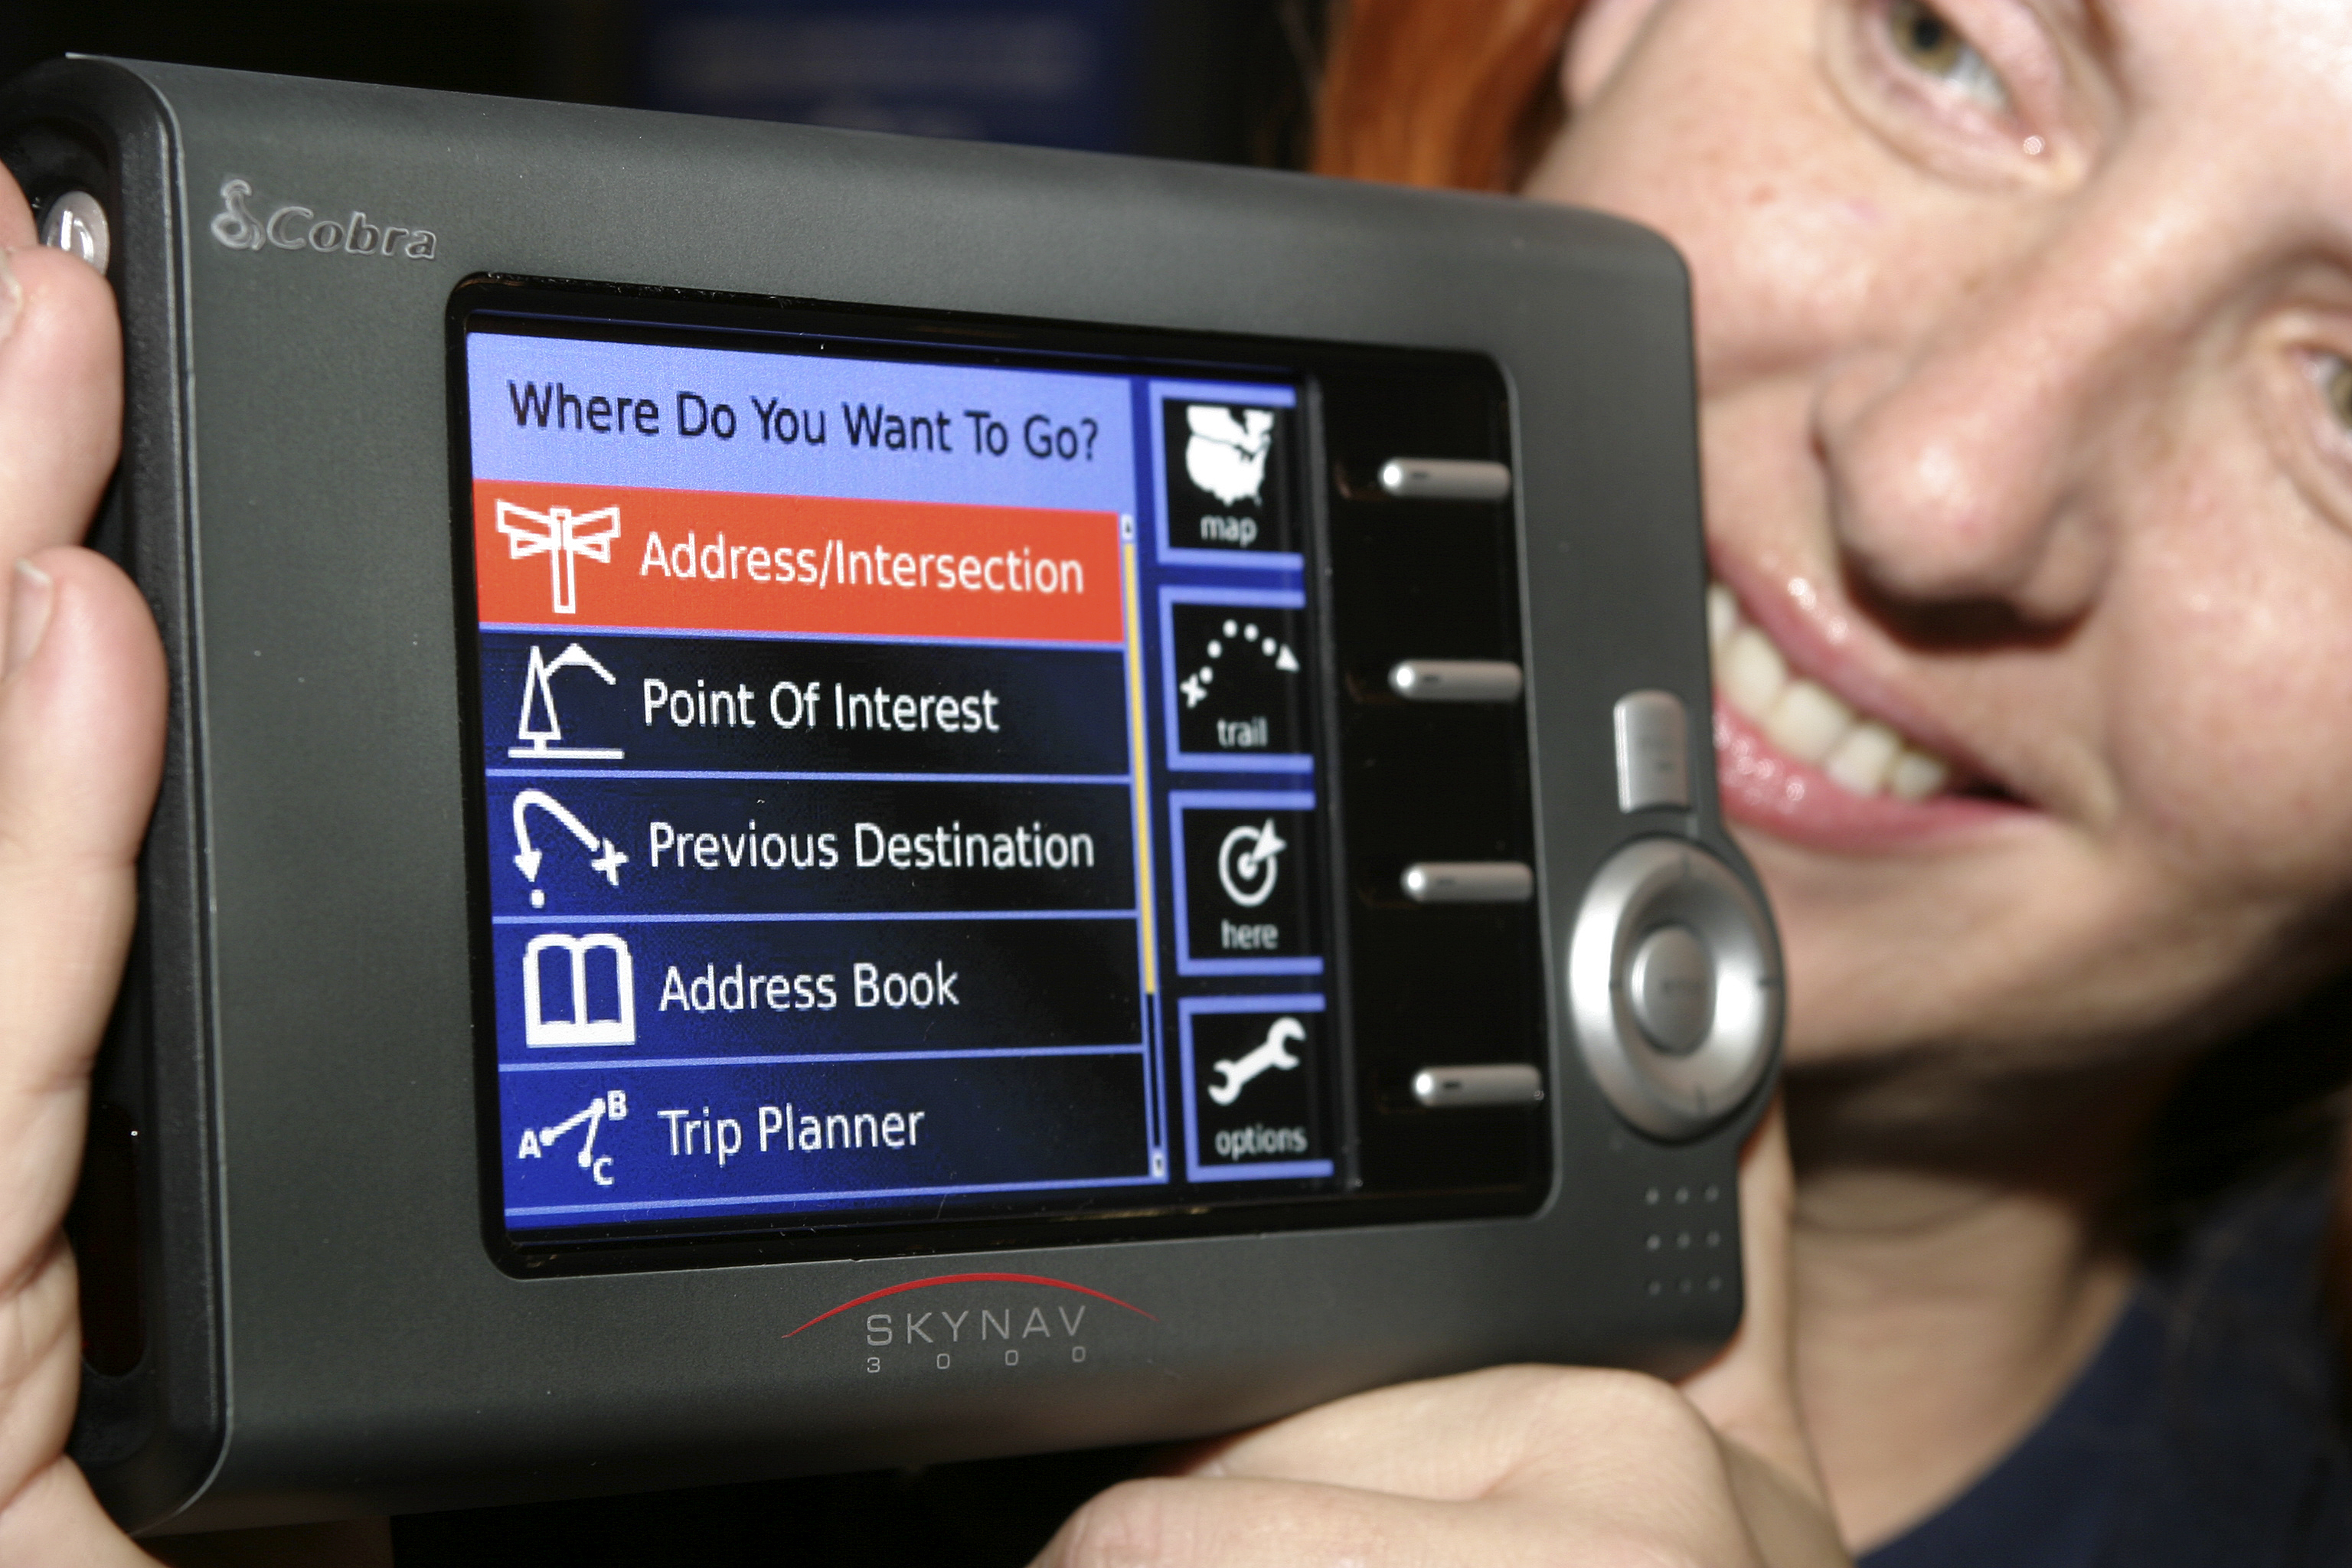 Cobra
Where Do You Want To Go?
Address/Intersection
Point Of Interest
Previous Destination
Address Book
A B C
Trip Planner
map
trail
here
options
SKYNAV
3000